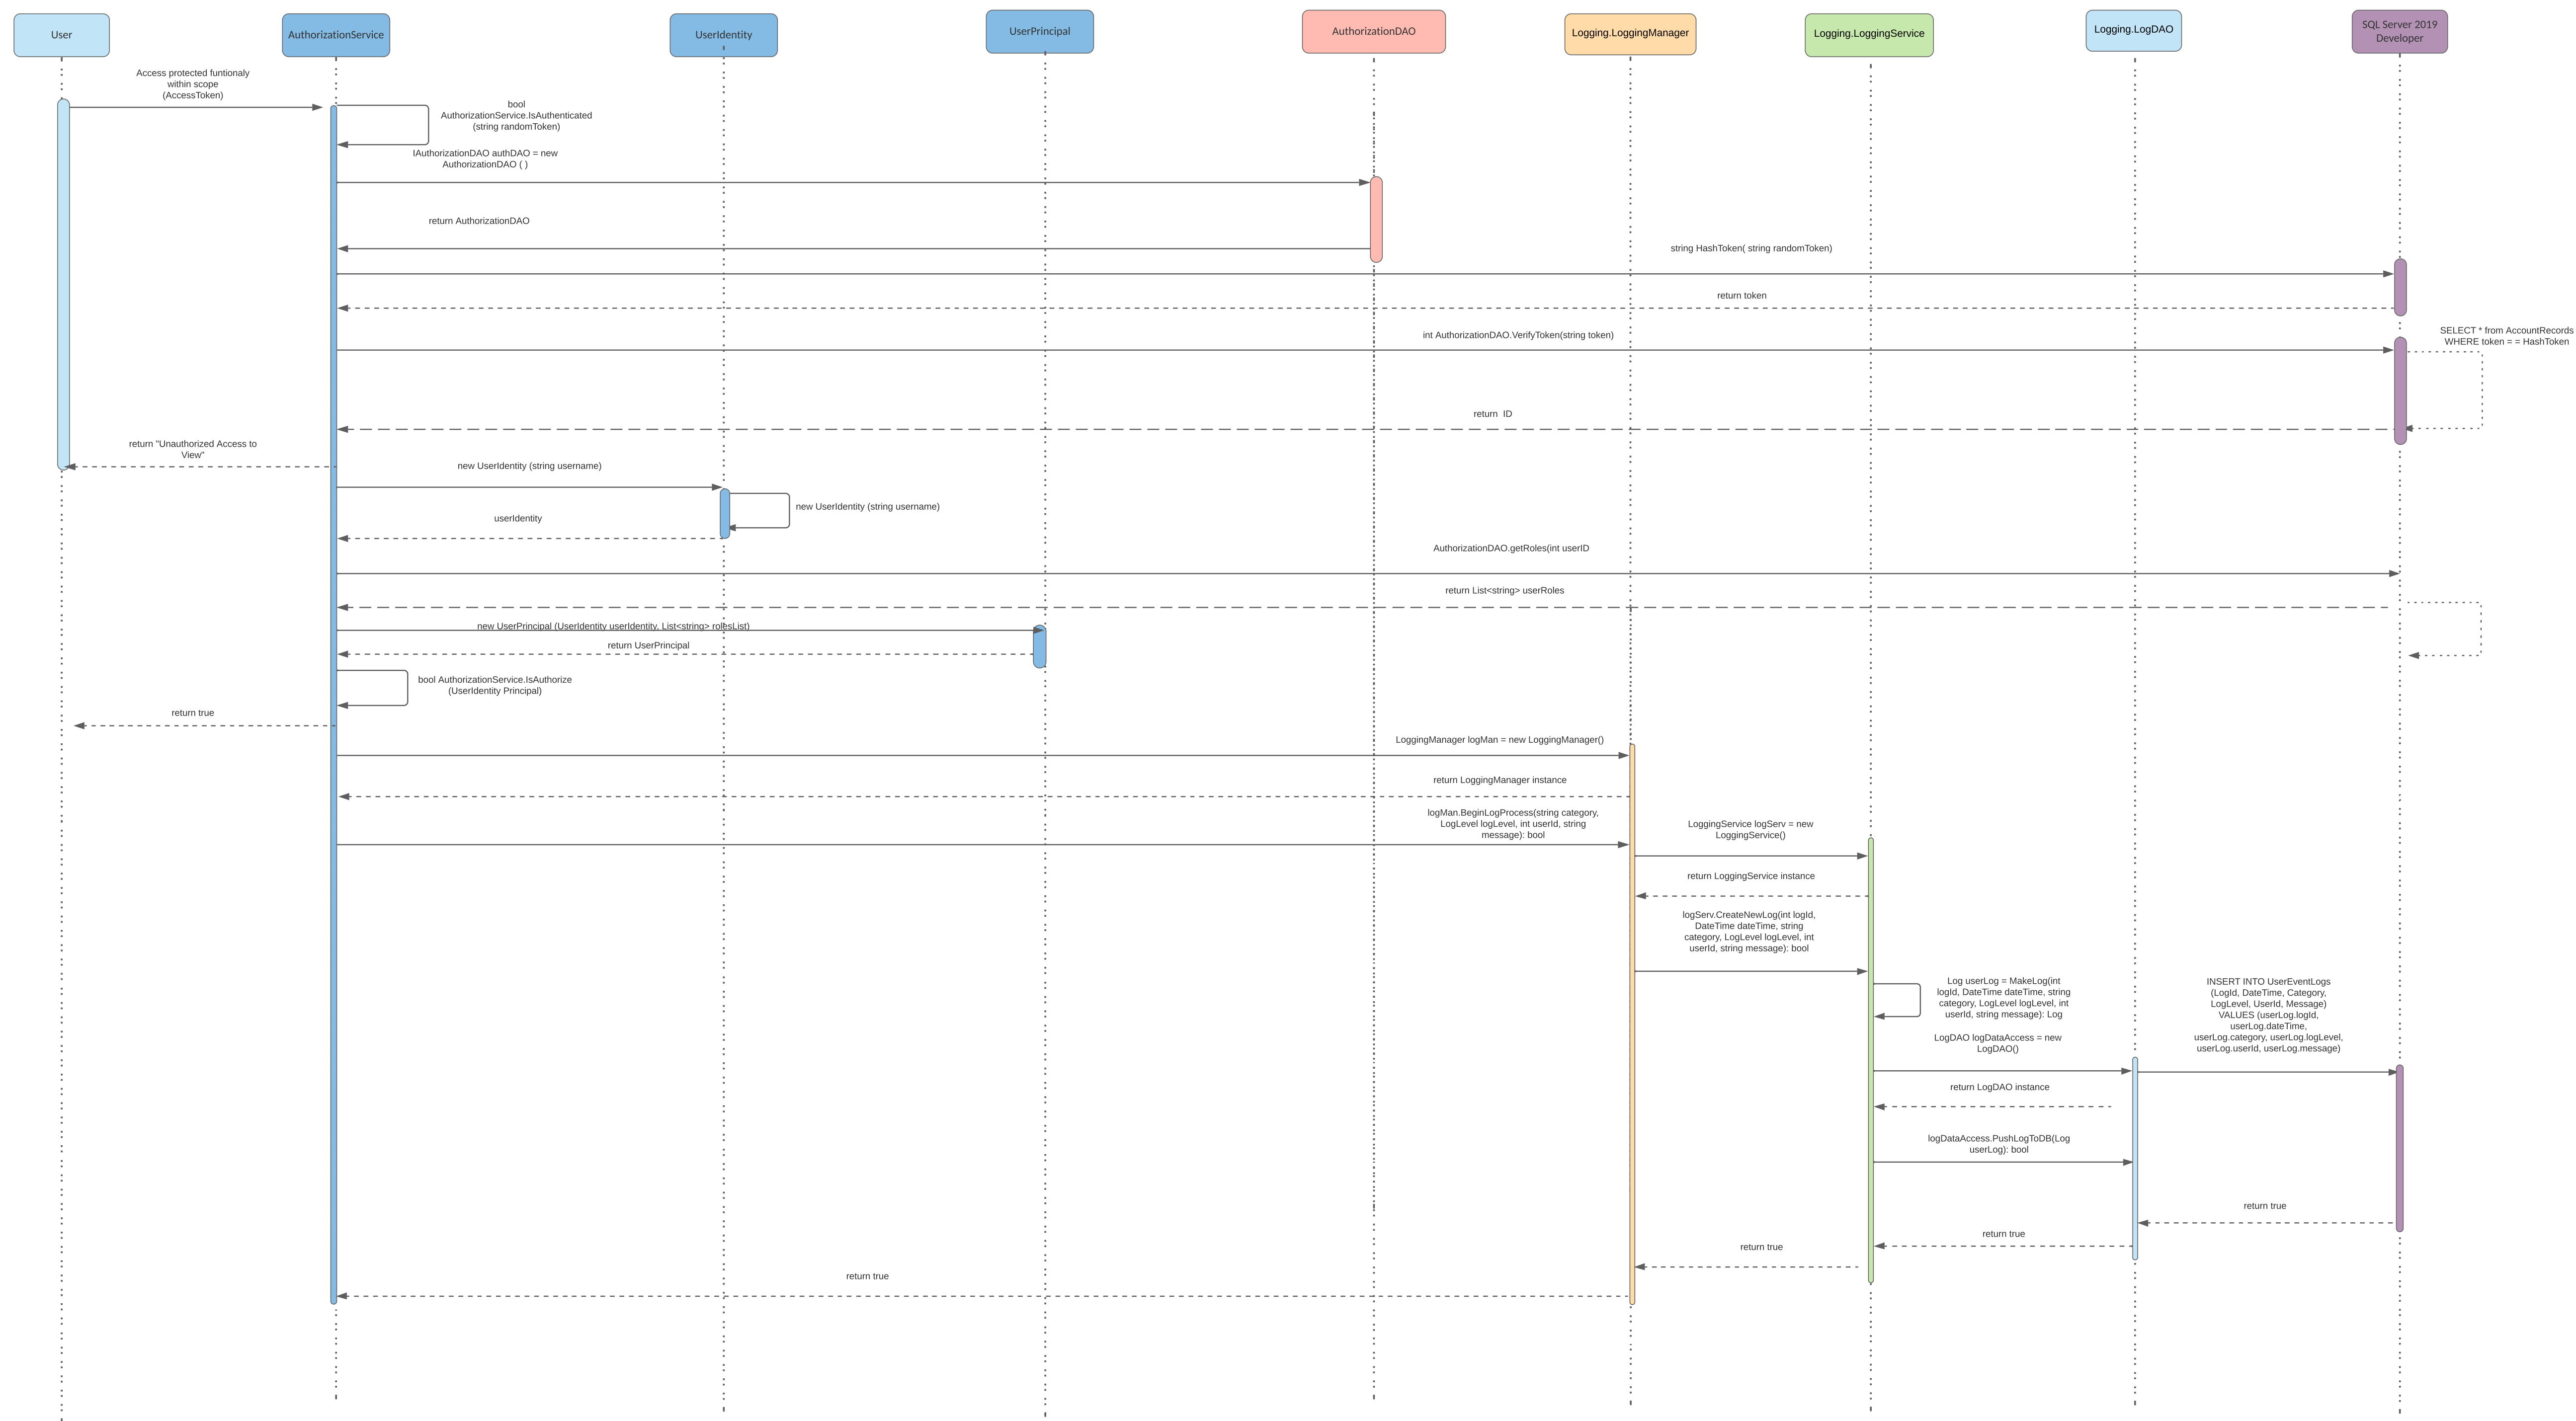 User
AuthorizationService
UserIdentity
UserPrincipal
AuthorizationDAO
Logging.LoggingManager
Logging.LoggingService
Logging.LogDAO
SQL Server 2019
Developer
Access protected funtionaly
within scope
(AccessToken)
bool
AuthorizationService.IsAuthenticated
(string randomToken)
IAuthorizationDAO authDAO = new
AuthorizationDAO ( )
return AuthorizationDAO
string HashToken( string randomToken)
return token
int AuthorizationDAO.VerifyToken(string token)
SELECT * from AccountRecords
WHERE token = = HashToken
return  ID
return "Unauthorized Access to
View"
new UserIdentity (string username)
new UserIdentity (string username)
userIdentity
AuthorizationDAO.getRoles(int userID
return List<string> userRoles
new UserPrincipal (UserIdentity userIdentity, List<string> rolesList)
return UserPrincipal
bool AuthorizationService.IsAuthorize
(UserIdentity Principal)
return true
LoggingManager logMan = new LoggingManager()
return LoggingManager instance
logMan.BeginLogProcess(string category,
LogLevel logLevel, int userId, string
message): bool
LoggingService logServ = new
LoggingService()
return LoggingService instance
logServ.CreateNewLog(int logId,
DateTime dateTime, string
category, LogLevel logLevel, int
userId, string message): bool
Log userLog = MakeLog(int
logId, DateTime dateTime, string
category, LogLevel logLevel, int
userId, string message): Log
INSERT INTO UserEventLogs
(LogId, DateTime, Category,
LogLevel, UserId, Message)
VALUES (userLog.logId,
userLog.dateTime,
userLog.category, userLog.logLevel,
userLog.userId, userLog.message)
LogDAO logDataAccess = new
LogDAO()
return LogDAO instance
logDataAccess.PushLogToDB(Log
userLog): bool
return true
return true
return true
return true